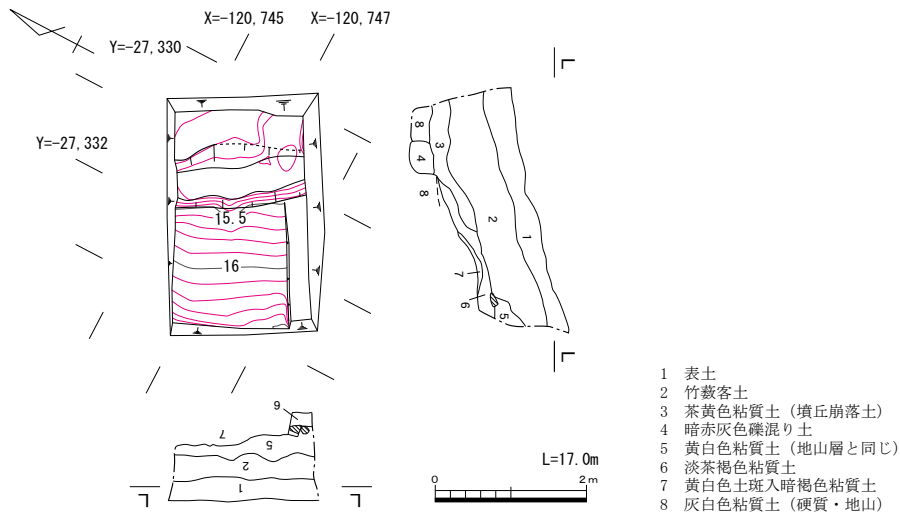 X=-120,745 X=-120,747
Y=-27,330
Y=-27,332
15.5
16
8
3
4
8
2
1
7
6
5
L
L
6
7
5
2
1
L
L
L=17.0m
0 2m
1 表土
2 竹薮客土
3 茶黄色粘質土（墳丘崩落土）
4 暗赤灰色礫混り土
5 黄白色粘質土（地山層と同じ）
6 淡茶褐色粘質土
7 黄白色土斑入暗褐色粘質土
8 灰白色粘質土（硬質・地山）